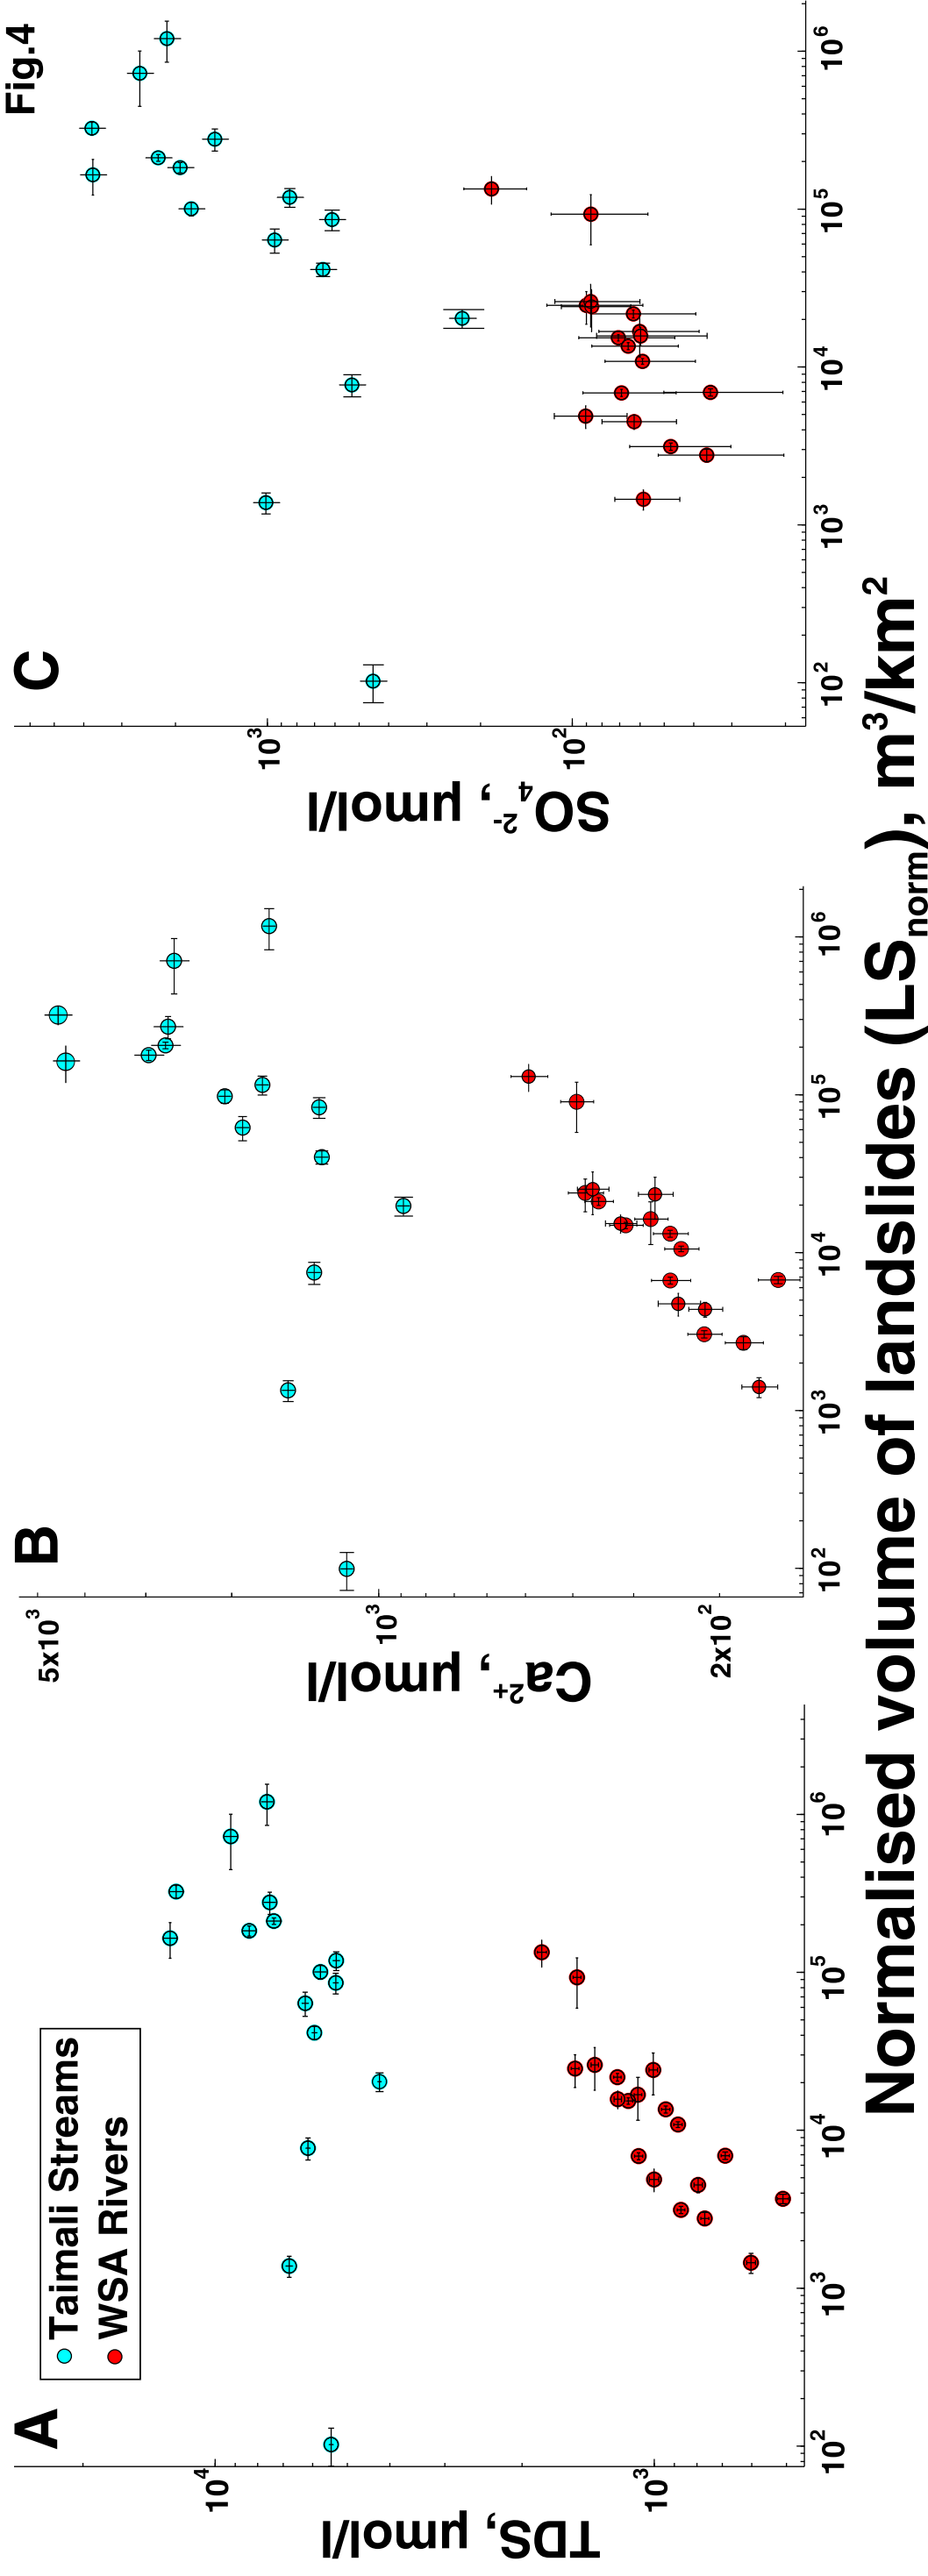 Fig.4
A
Taimali Streams
WSA Rivers
TDS, µmol/l
10⁴
10³
10² 10³ 10⁴ 10⁵ 10⁶
B
Ca²⁺, µmol/l
5x10³
10³
2x10²
10² 10³ 10⁴ 10⁵ 10⁶
C
SO₄²⁻, µmol/l
10³
10²
10² 10³ 10⁴ 10⁵ 10⁶
Normalised volume of landslides (LSnorm), m³/km²